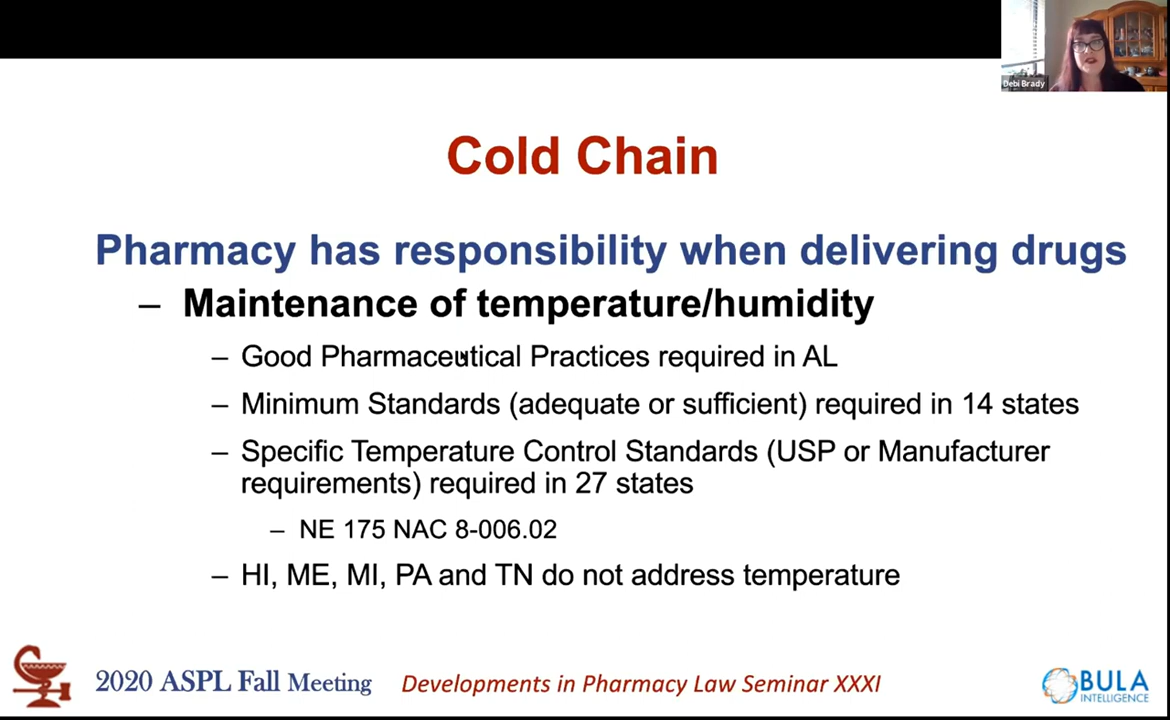 Debi Brady
Cold Chain
Pharmacy has responsibility when delivering drugs
– Maintenance of temperature/humidity
– Good Pharmaceutical Practices required in AL
– Minimum Standards (adequate or sufficient) required in 14 states
– Specific Temperature Control Standards (USP or Manufacturer
requirements) required in 27 states
– NE 175 NAC 8-006.02
– HI, ME, MI, PA and TN do not address temperature
2020 ASPL Fall Meeting
Developments in Pharmacy Law Seminar XXXI
BULA
INTELLIGENCE